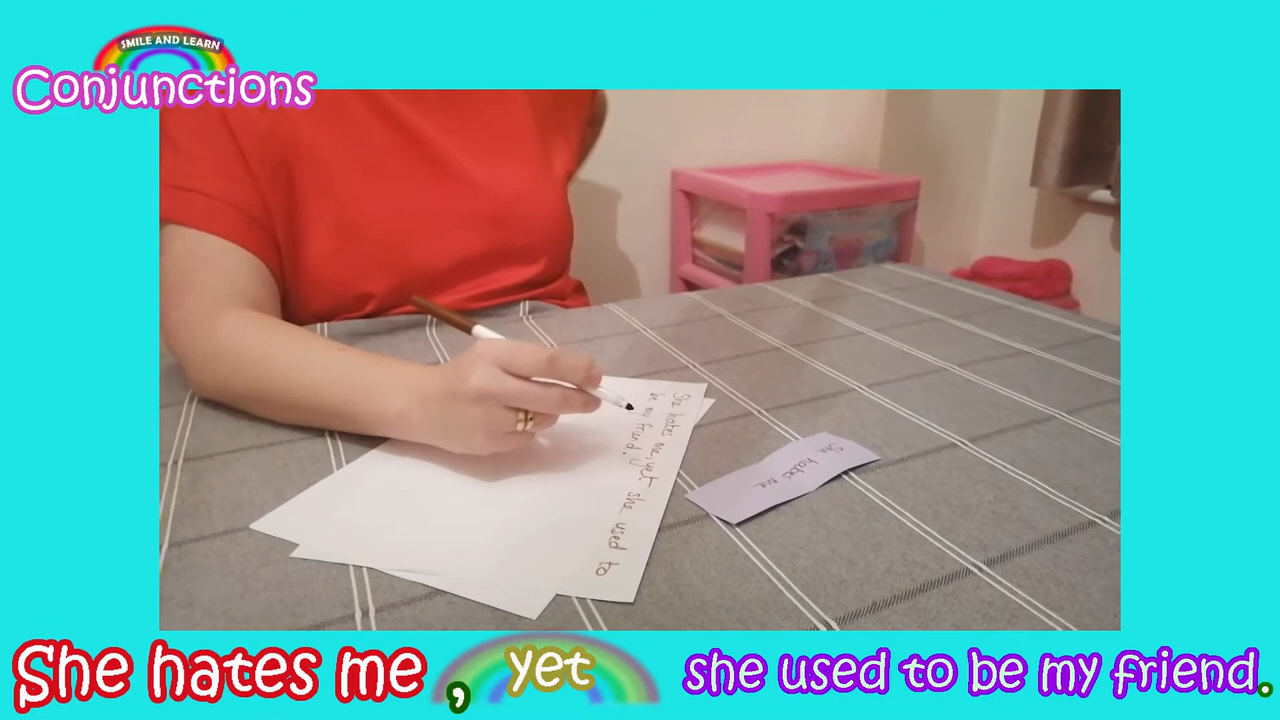 SMILE AND LEARN
Conjunctions
She hates me, yet she used to
be my friend.
She hates me
She hates me, yet she used to be my friend.